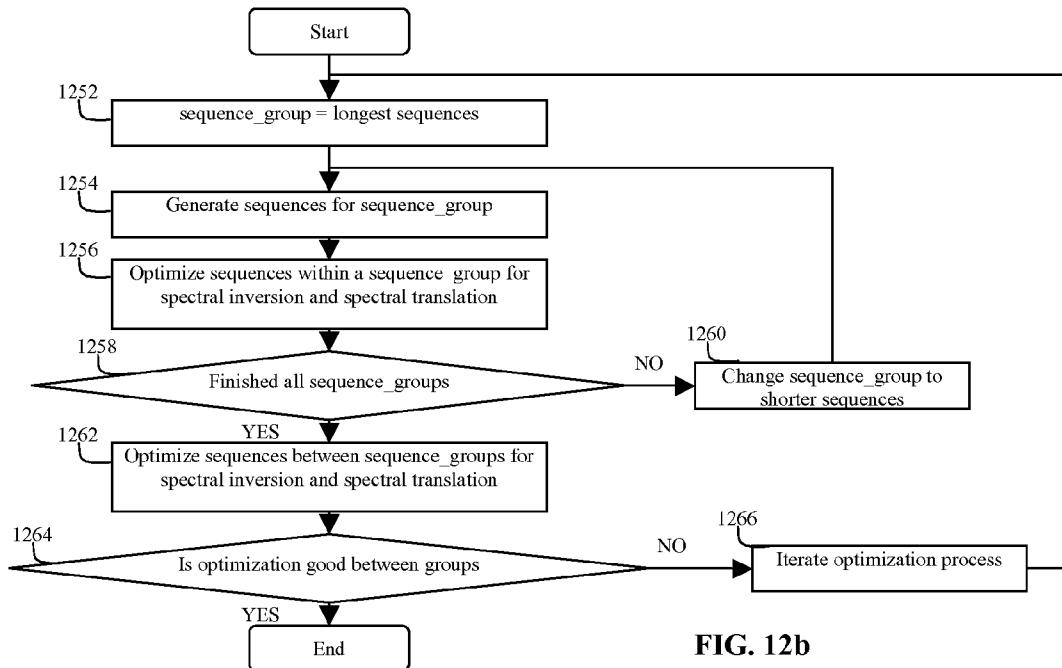 Start
1252
sequence_group = longest sequences
1254
Generate sequences for sequence_group
1256
Optimize sequences within a sequence_group for
spectral inversion and spectral translation
1258
Finished all sequence_groups
NO
1260
Change sequence_group to
shorter sequences
YES
1262
Optimize sequences between sequence_groups for
spectral inversion and spectral translation
1264
Is optimization good between groups
NO
1266
Iterate optimization process
YES
End
FIG. 12b